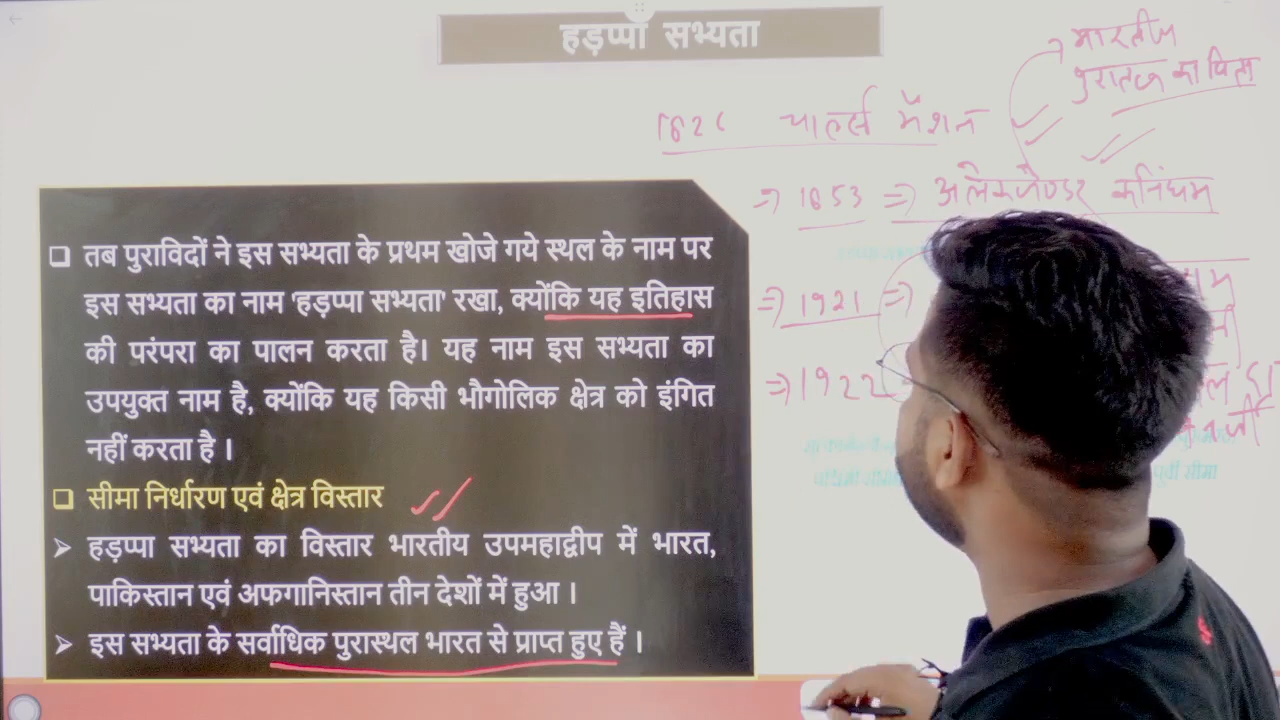 हड़प्पा सभ्यता
भारतीय
पुरातत्व का पिता
चार्ल्स मैशन
⇒ 1853 ⇒ अलेकजेण्डर कनिंघम
⇒ 1921 ⇒
⇒ 1922
तब पुराविदों ने इस सभ्यता के प्रथम खोजे गये स्थल के नाम पर
इस सभ्यता का नाम 'हड़प्पा सभ्यता' रखा, क्योंकि यह इतिहास
की परंपरा का पालन करता है। यह नाम इस सभ्यता का
उपयुक्त नाम है, क्योंकि यह किसी भौगोलिक क्षेत्र को इंगित
नहीं करता है ।
सीमा निर्धारण एवं क्षेत्र विस्तार
हड़प्पा सभ्यता का विस्तार भारतीय उपमहाद्वीप में भारत,
पाकिस्तान एवं अफगानिस्तान तीन देशों में हुआ ।
इस सभ्यता के सर्वाधिक पुरास्थल भारत से प्राप्त हुए हैं ।